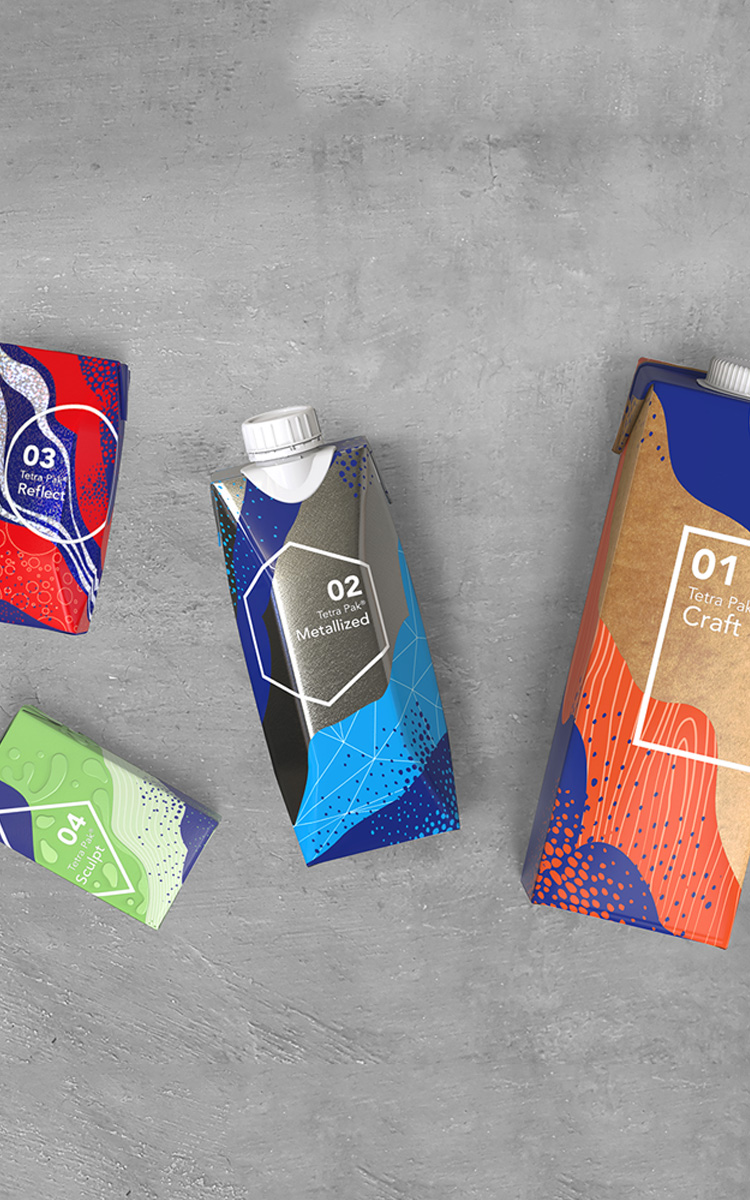 03
Tetra Pak®
Reflect
02
Tetra Pak®
Metallized
01
Tetra Pak
Craft
04
Tetra Pak®
Sculpt